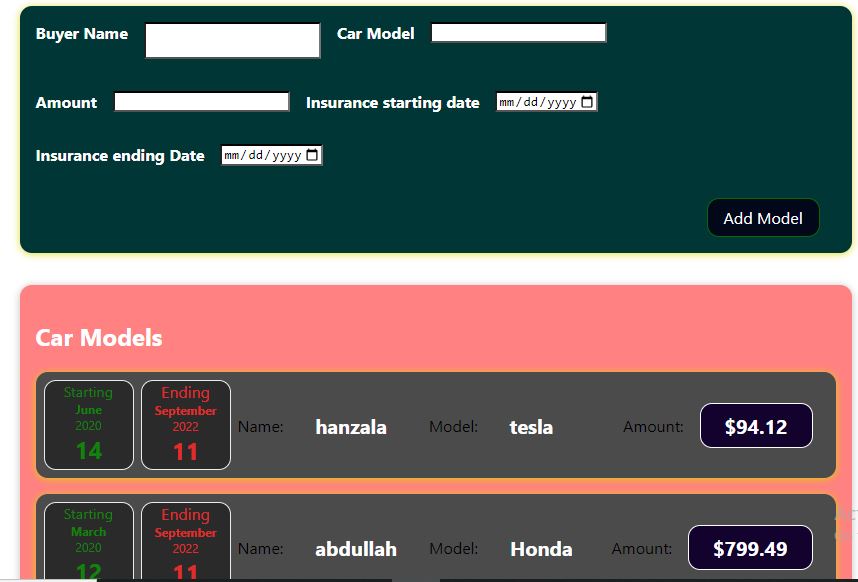 Buyer Name Car Model
Amount Insurance starting date mm/dd/yyyy
Insurance ending Date mm/dd/yyyy
Add Model
Car Models
Starting
June
2020
14
Ending
September
2022
11
Name: hanzala Model: tesla Amount: $94.12
Starting
March
2020
12
Ending
September
2022
11
Name: abdullah Model: Honda Amount: $799.49